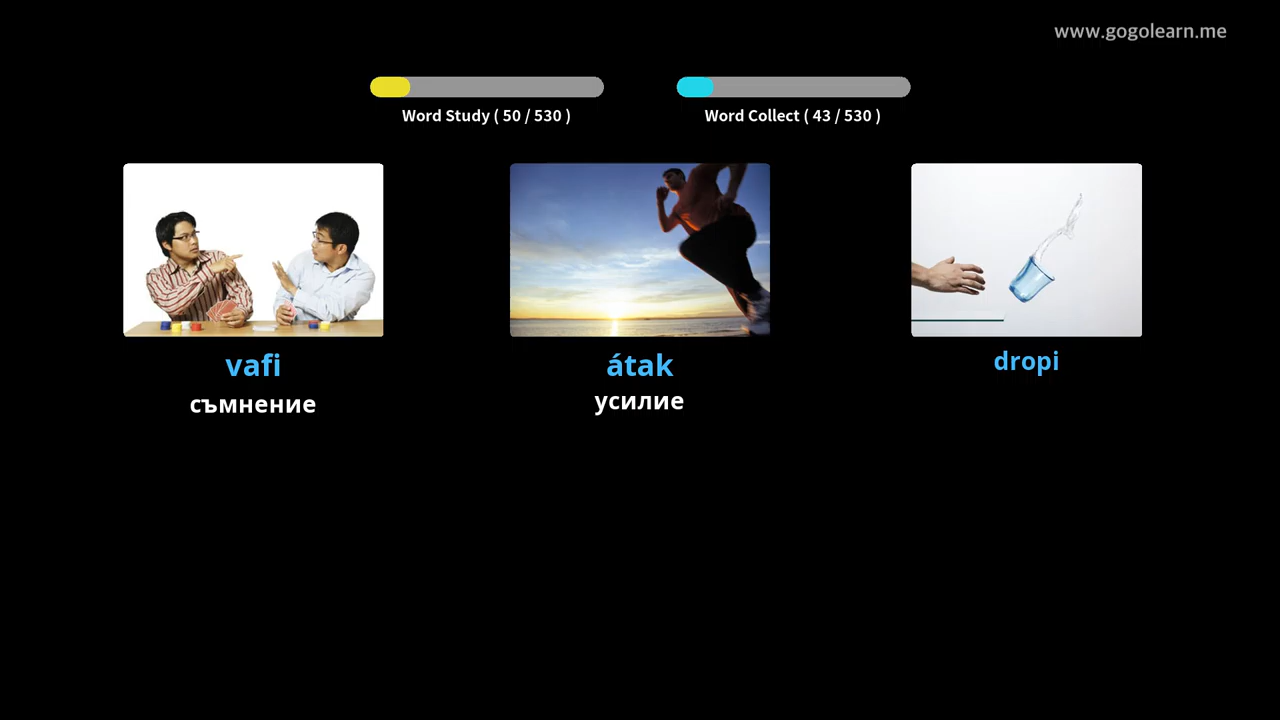 www.gogolearn.me
Word Study ( 50 / 530 )
Word Collect ( 43 / 530 )
vafi
átak
dropi
съмнение
усилие